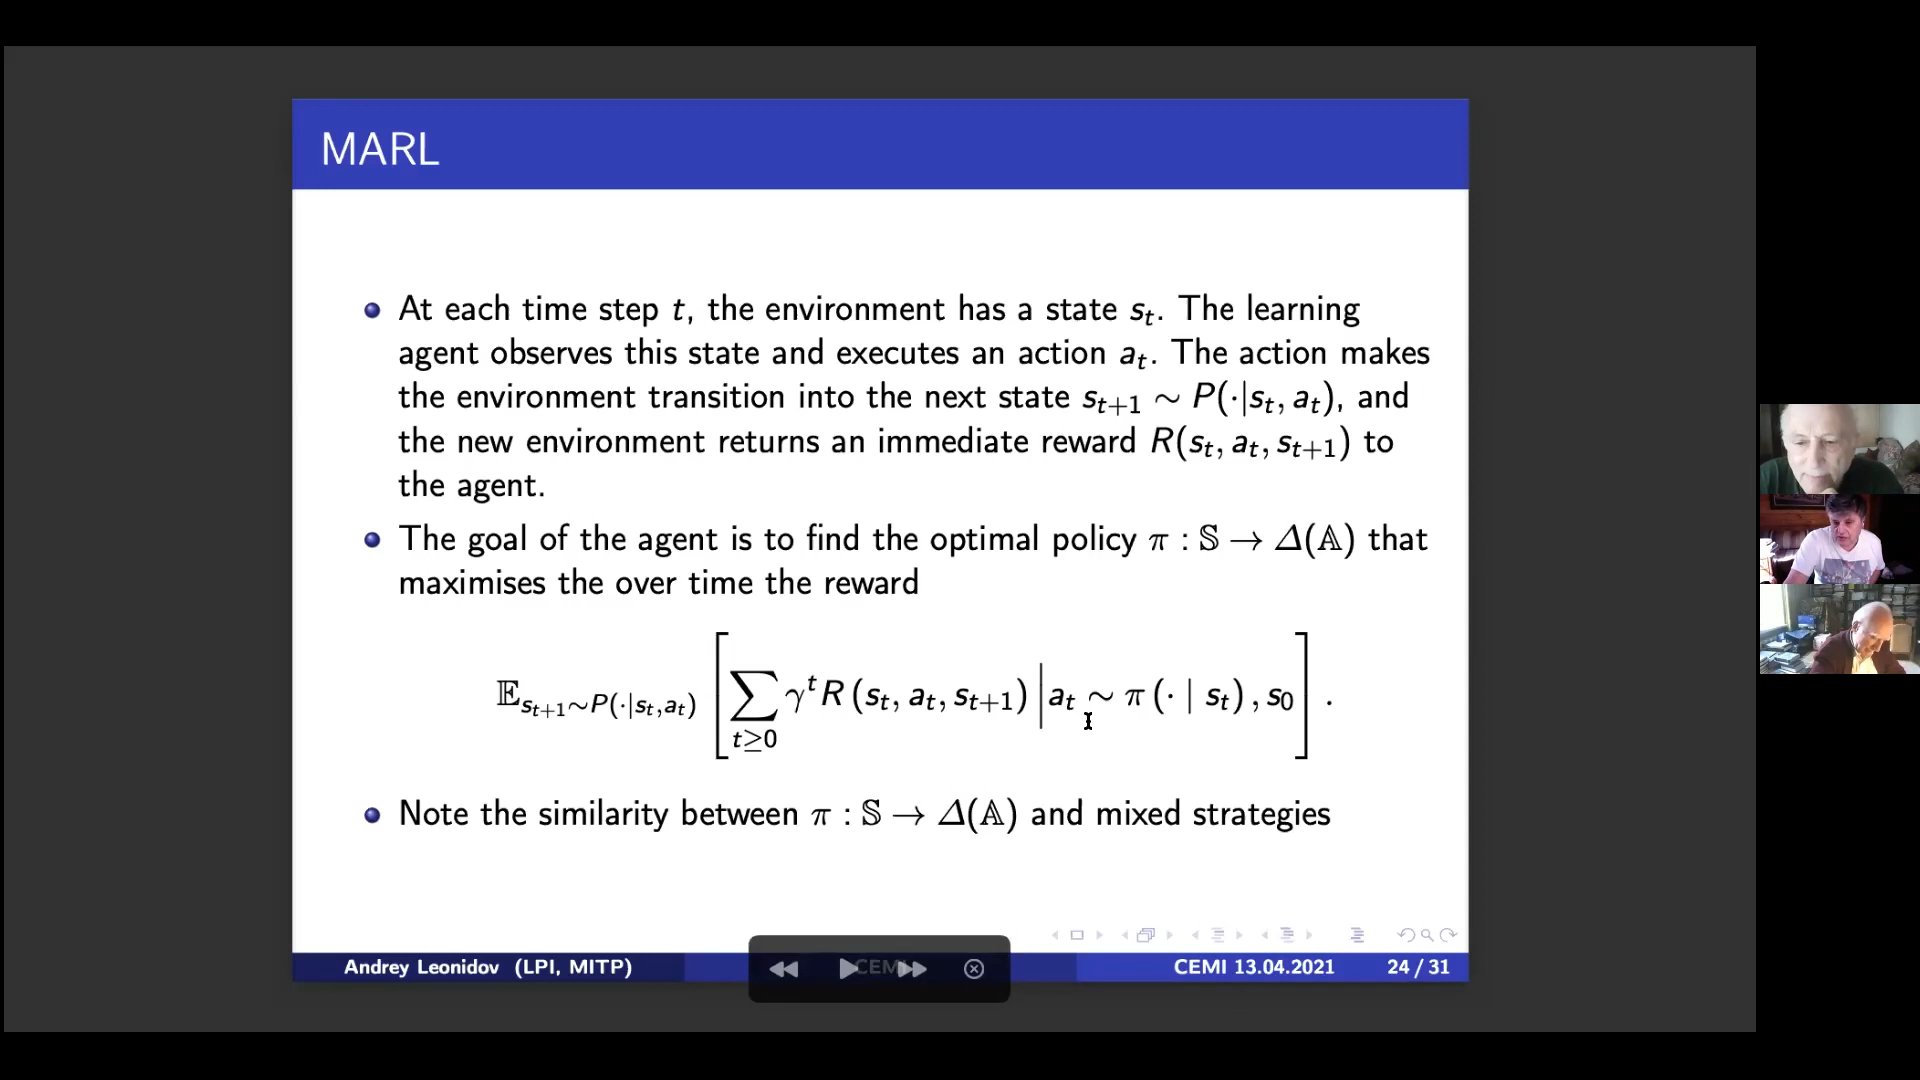 MARL
At each time step t, the environment has a state s_t. The learning
agent observes this state and executes an action a_t. The action makes
the environment transition into the next state s_{t+1} ∼ P(·|s_t, a_t), and
the new environment returns an immediate reward R(s_t, a_t, s_{t+1}) to
the agent.
The goal of the agent is to find the optimal policy π : 𝕊 → Δ(𝔸) that
maximises the over time the reward
𝔼_{s_{t+1}∼P(·|s_t,a_t)} [ ∑_{t≥0} γ^t R (s_t, a_t, s_{t+1}) | a_t ∼ π (· | s_t) , s_0 ] .
Note the similarity between π : 𝕊 → Δ(𝔸) and mixed strategies
Andrey Leonidov (LPI, MITP) CEMI CEMI 13.04.2021 24 / 31